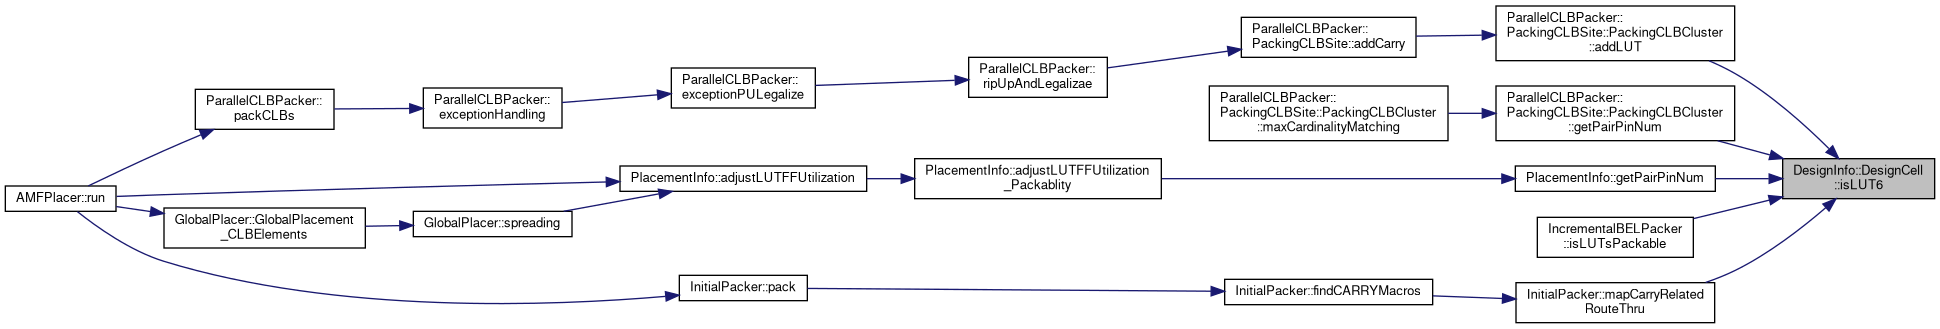 ParallelCLBPacker::
PackingCLBSite::PackingCLBCluster
::addLUT
ParallelCLBPacker::
PackingCLBSite::addCarry
ParallelCLBPacker::
ripUpAndLegalizae
ParallelCLBPacker::
exceptionPULegalize
ParallelCLBPacker::
exceptionHandling
ParallelCLBPacker::
packCLBs
ParallelCLBPacker::
PackingCLBSite::PackingCLBCluster
::maxCardinalityMatching
ParallelCLBPacker::
PackingCLBSite::PackingCLBCluster
::getPairPinNum
DesignInfo::DesignCell
::isLUT6
PlacementInfo::adjustLUTFFUtilization
PlacementInfo::adjustLUTFFUtilization
_Packablity
PlacementInfo::getPairPinNum
AMFPlacer::run
GlobalPlacer::GlobalPlacement
_CLBElements
GlobalPlacer::spreading
IncrementalBELPacker
::isLUTsPackable
InitialPacker::pack
InitialPacker::findCARRYMacros
InitialPacker::mapCarryRelated
RouteThru